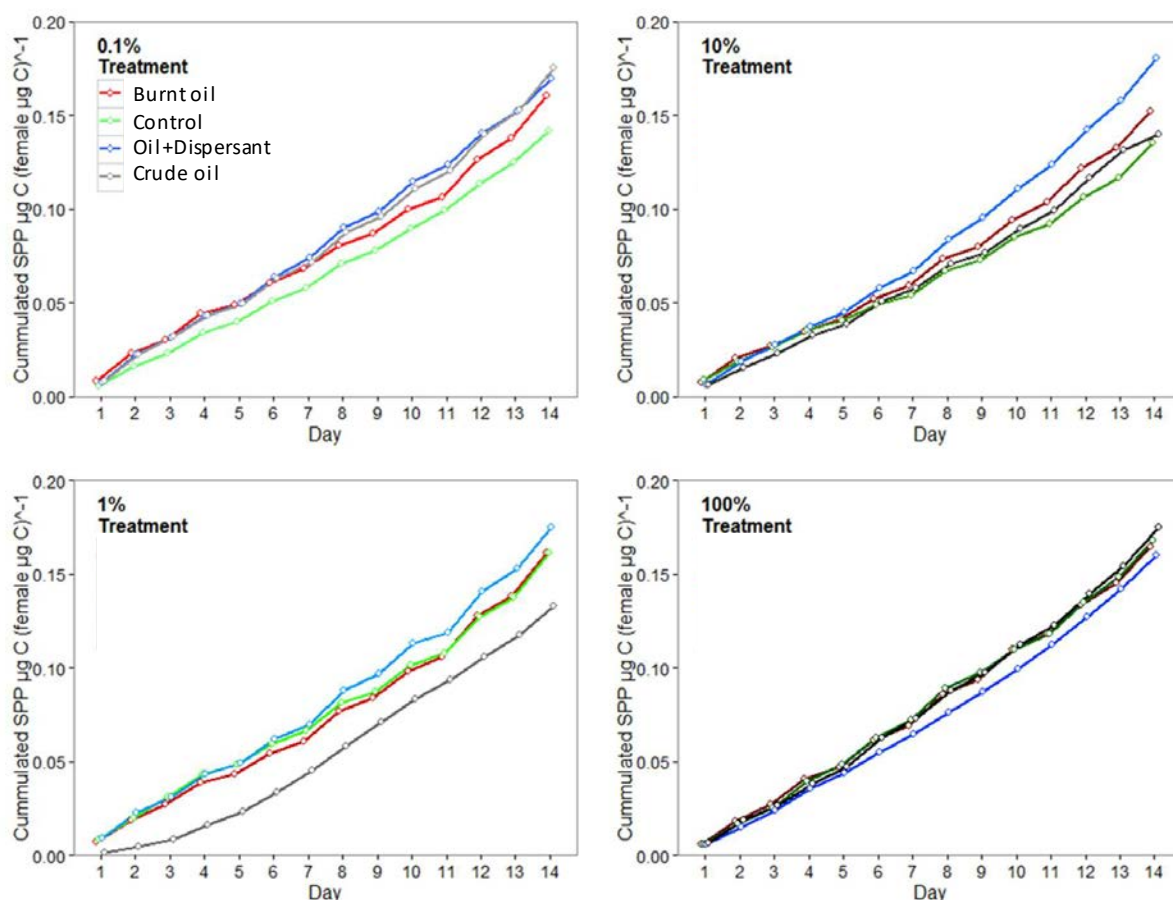 0.1%
Treatment
Burnt oil
Control
Oil+Dispersant
Crude oil
Cummulated SPP µg C (female µg C)^-1
0.20
0.15
0.10
0.05
0.00
1 2 3 4 5 6 7 8 9 10 11 12 13 14
Day
10%
Treatment
Cummulated SPP µg C (female µg C)^-1
0.20
0.15
0.10
0.05
0.00
1 2 3 4 5 6 7 8 9 10 11 12 13 14
Day
1%
Treatment
Cummulated SPP µg C (female µg C)^-1
0.20
0.15
0.10
0.05
0.00
1 2 3 4 5 6 7 8 9 10 11 12 13 14
Day
100%
Treatment
Cummulated SPP µg C (female µg C)^-1
0.20
0.15
0.10
0.05
0.00
1 2 3 4 5 6 7 8 9 10 11 12 13 14
Day